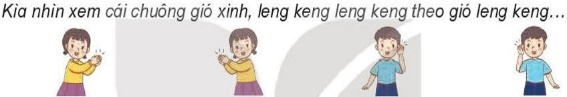 Kìa nhìn xem cái chuông gió xinh, leng keng leng keng theo gió leng keng...